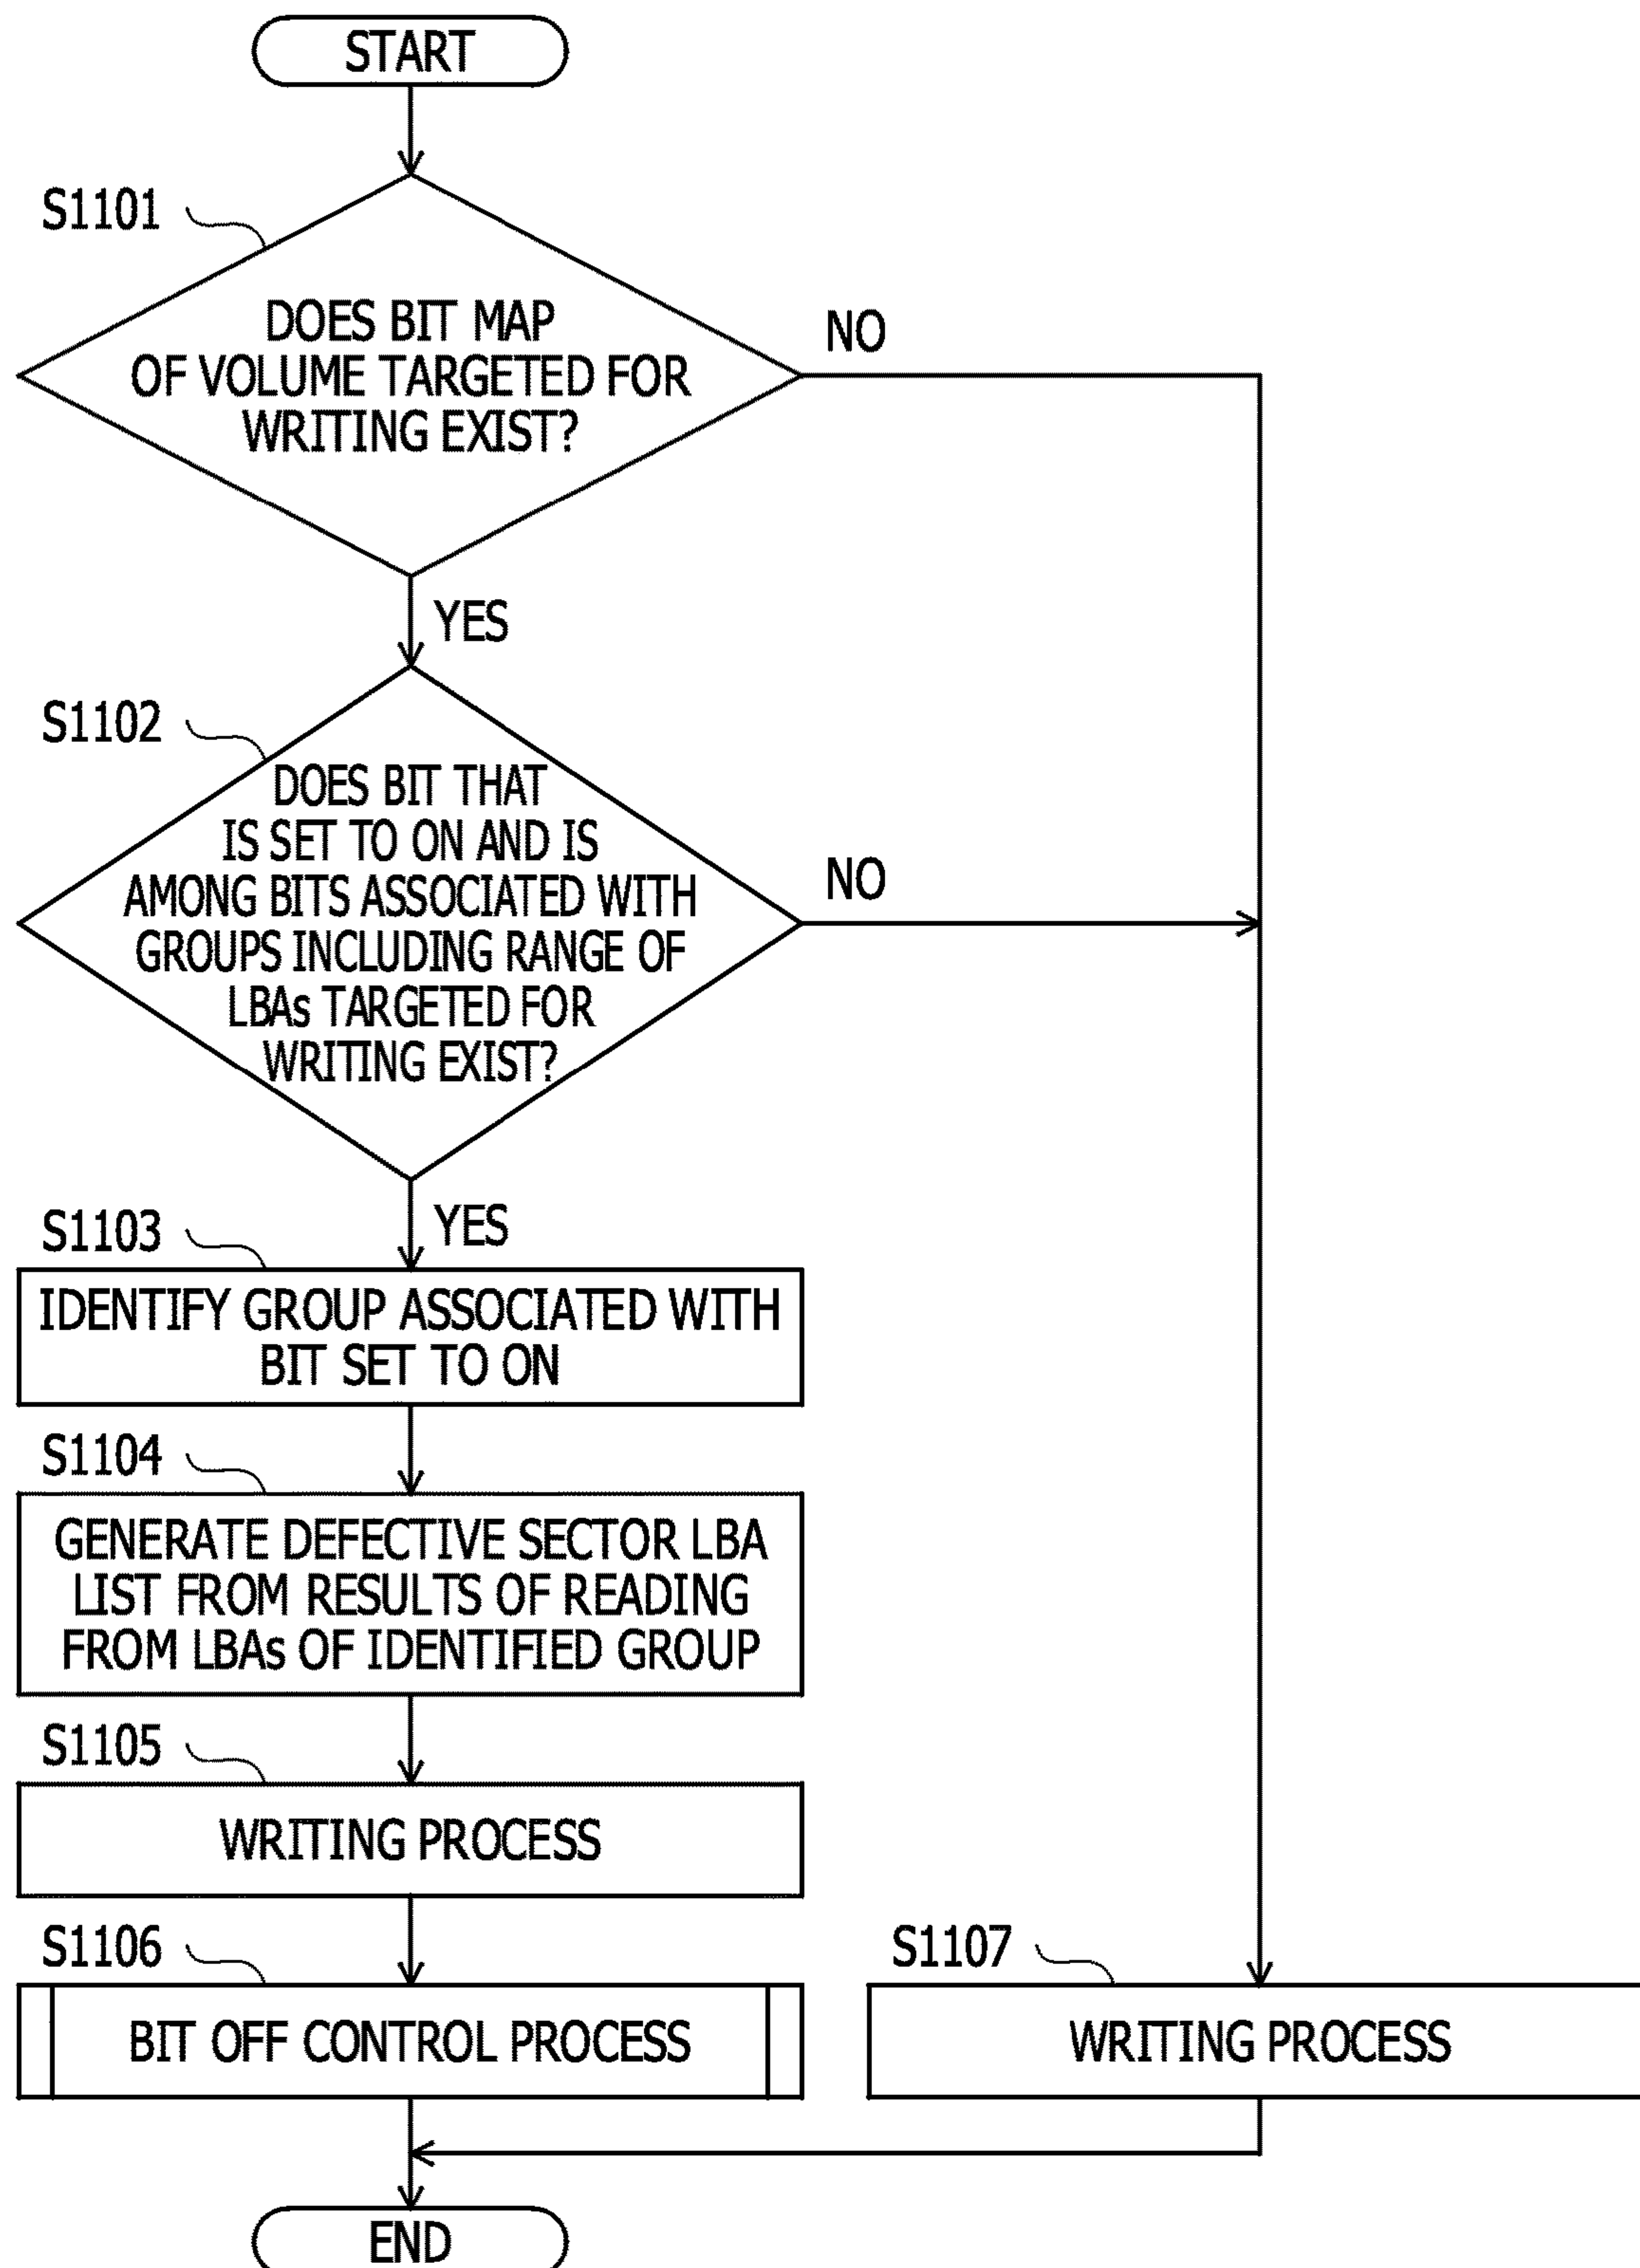 START
S1101
DOES BIT MAP
OF VOLUME TARGETED FOR
WRITING EXIST?
NO
YES
S1102
DOES BIT THAT
IS SET TO ON AND IS
AMONG BITS ASSOCIATED WITH
GROUPS INCLUDING RANGE OF
LBAs TARGETED FOR
WRITING EXIST?
NO
YES
S1103
IDENTIFY GROUP ASSOCIATED WITH
BIT SET TO ON
S1104
GENERATE DEFECTIVE SECTOR LBA
LIST FROM RESULTS OF READING
FROM LBAs OF IDENTIFIED GROUP
S1105
WRITING PROCESS
S1106
BIT OFF CONTROL PROCESS
S1107
WRITING PROCESS
END